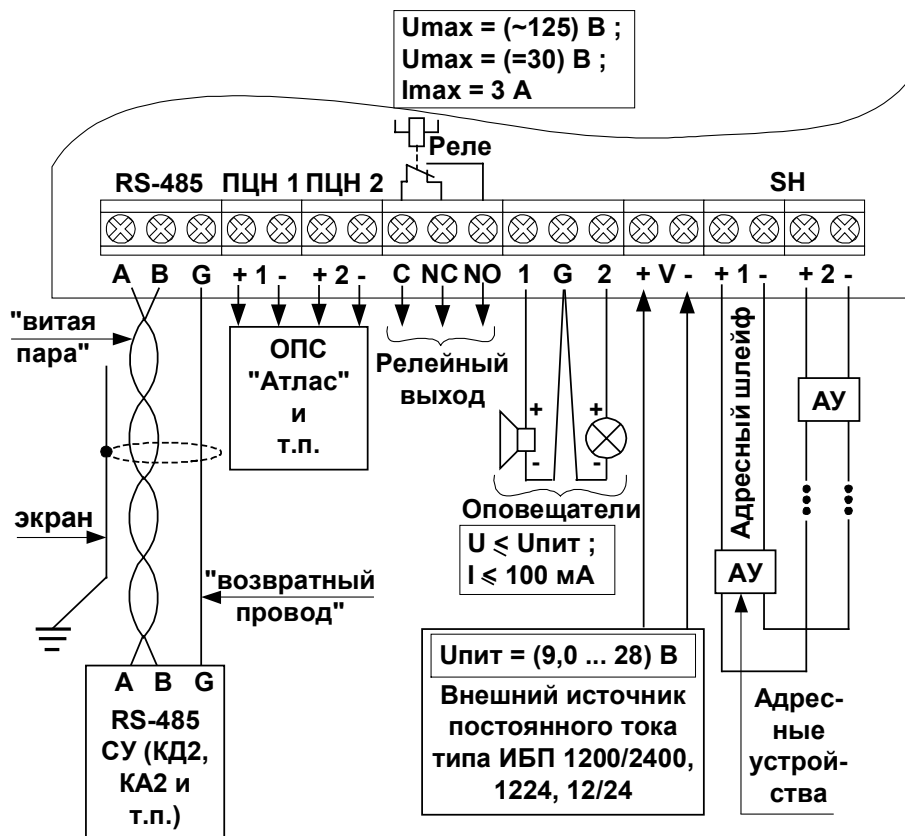 Umax = (~125) В ;
Umax = (=30) В ;
Imax = 3 А
Реле
RS-485 ПЦН 1 ПЦН 2 SH
A B G + 1 - + 2 - C NC NO 1 G 2 + V - + 1 - + 2 -
"витая
пара"
ОПС
"Атлас"
и
т.п.
Релейный
выход
Адресный шлейф
АУ
+ +
- -
Оповещатели
U ⩽ Uпит ;
I ⩽ 100 мА
экран
АУ
"возвратный
провод"
Uпит = (9,0 ... 28) В
Внешний источник
постоянного тока
типа ИБП 1200/2400,
1224, 12/24
A B G
RS-485
СУ (КД2,
КА2 и
т.п.)
Адрес-
ные
устрой-
ства